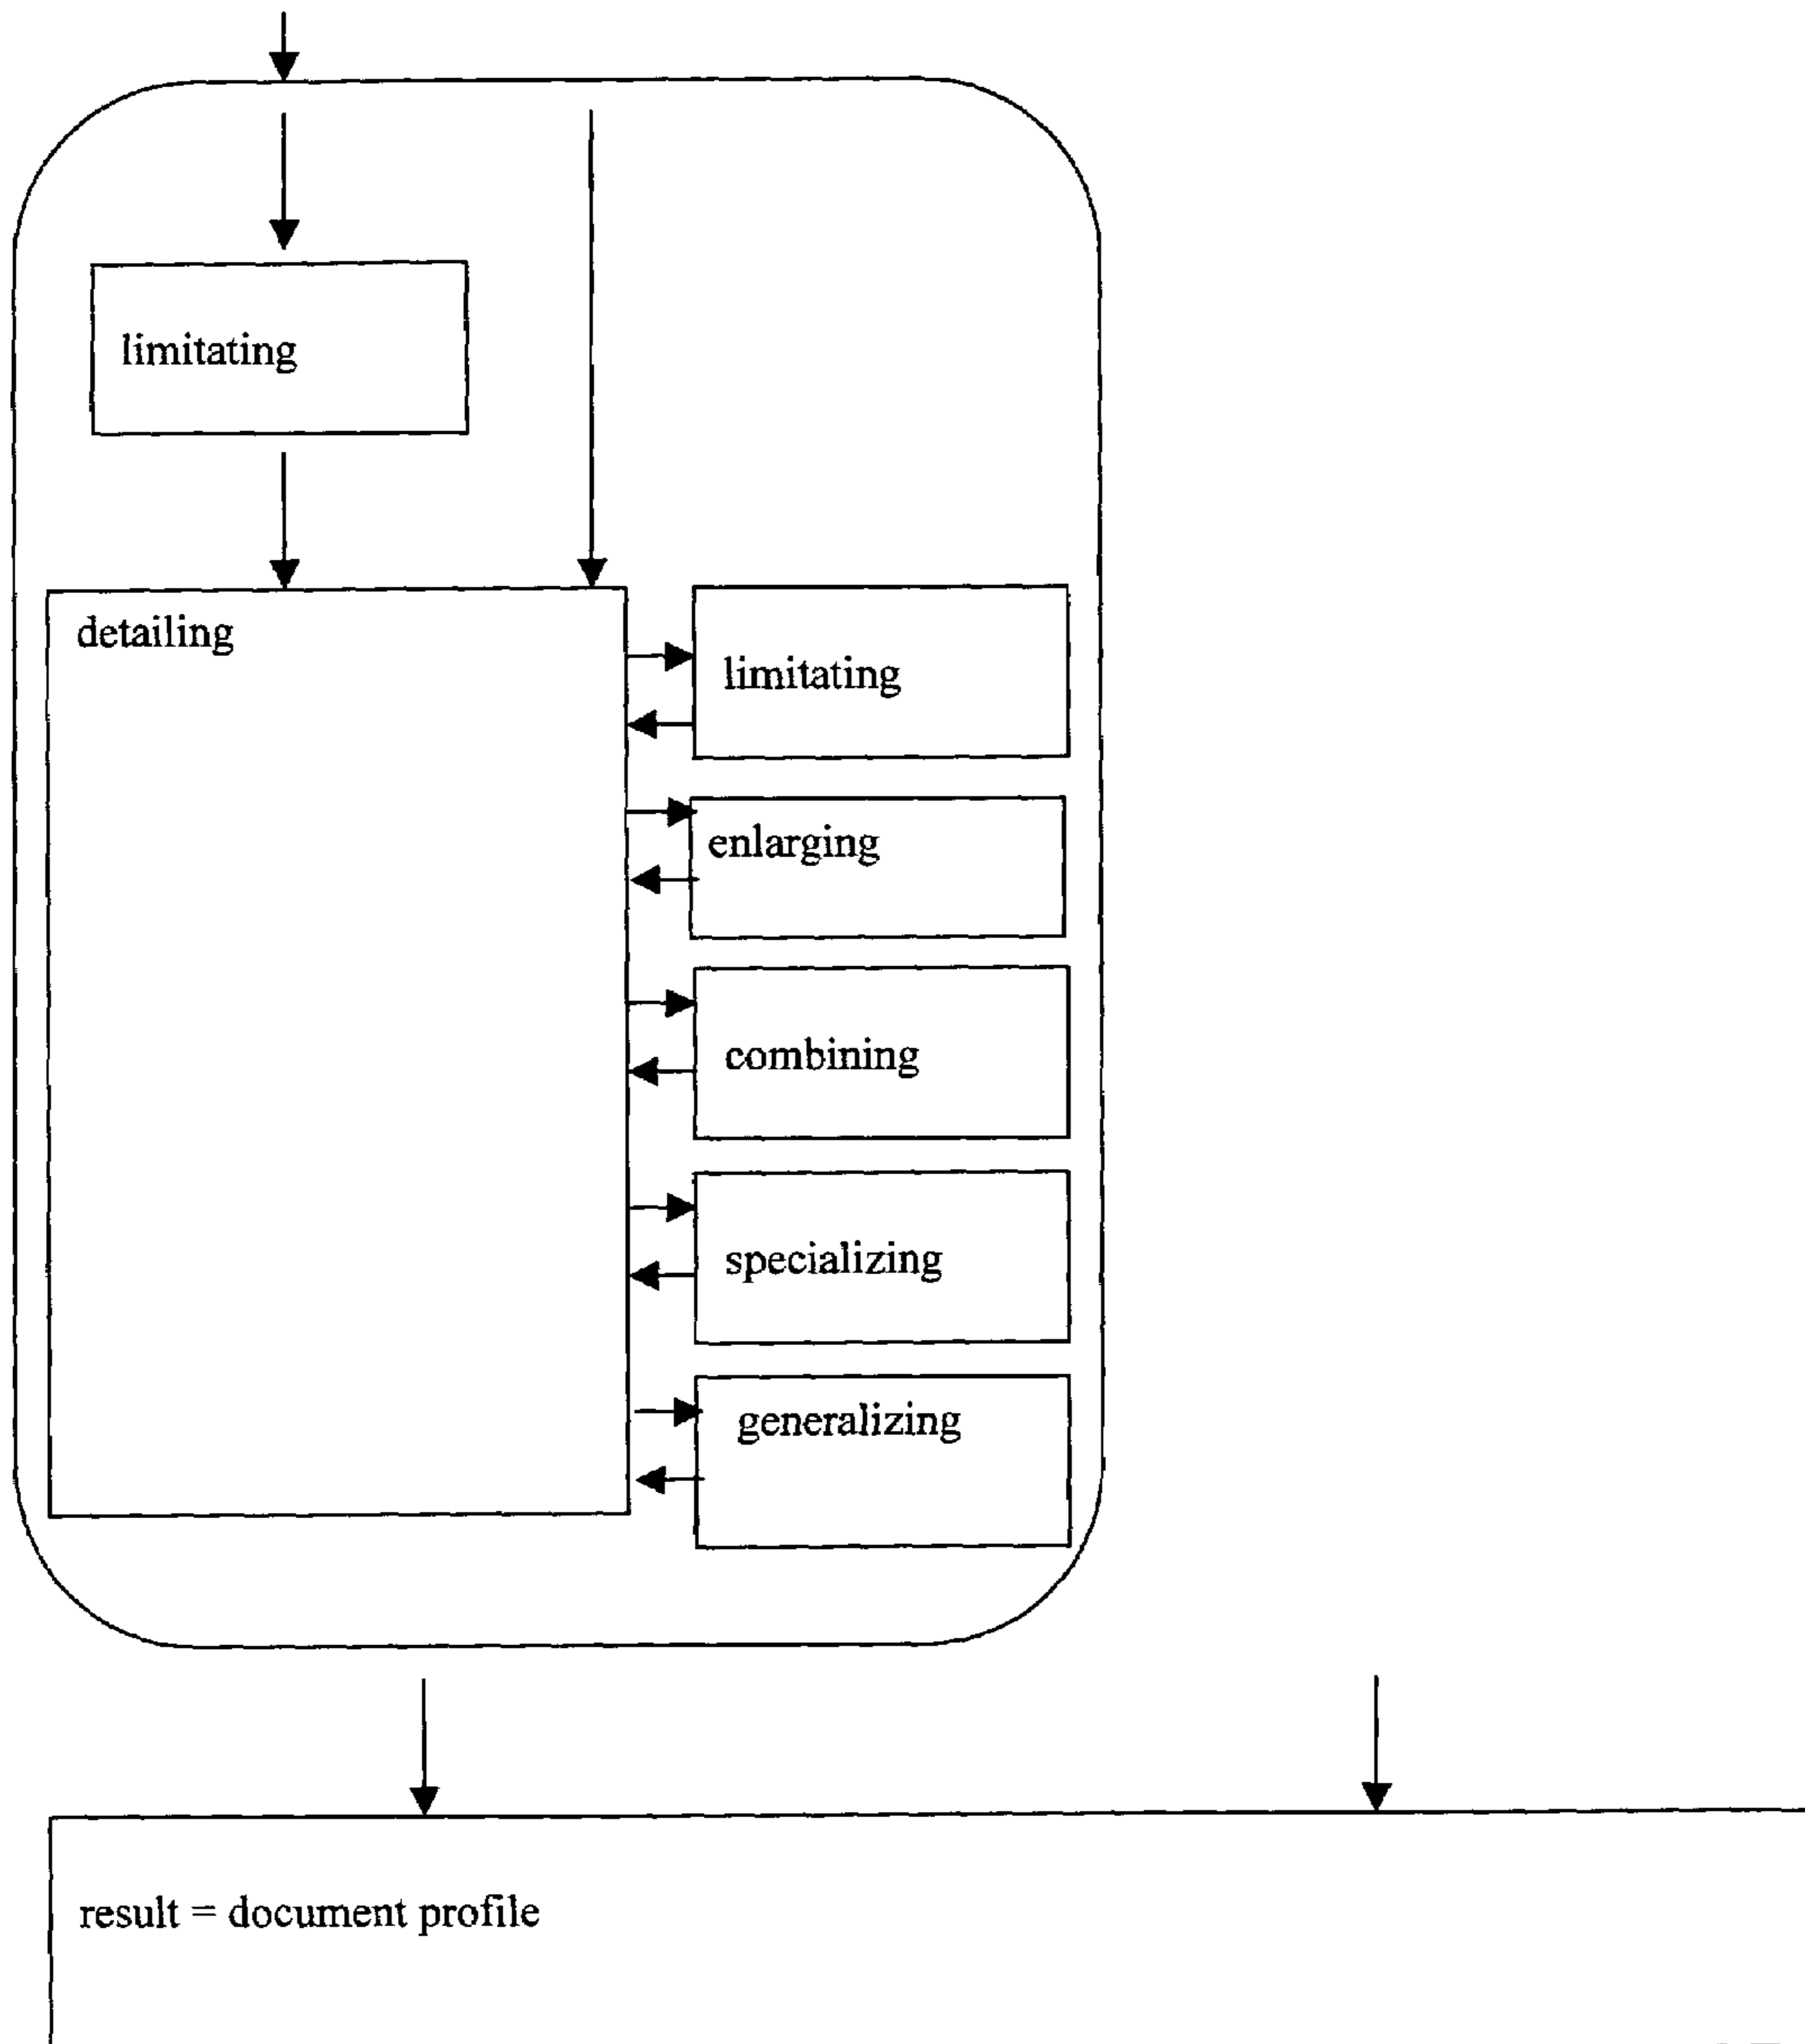 limitating
detailing
limitating
enlarging
combining
specializing
generalizing
result = document profile